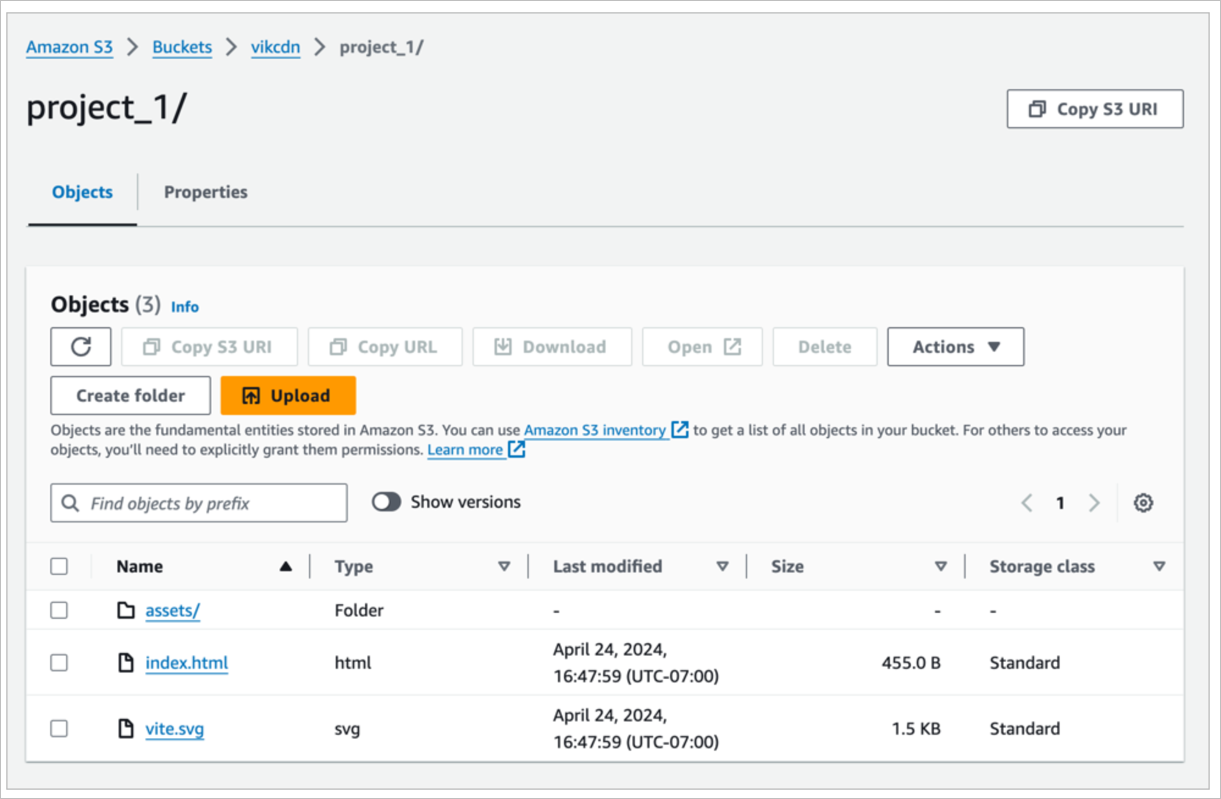 Amazon S3 > Buckets > vikcdn > project_1/
project_1/
Copy S3 URI
Objects Properties
Objects (3) Info
Copy S3 URI Copy URL Download Open Delete Actions
Create folder Upload
Objects are the fundamental entities stored in Amazon S3. You can use Amazon S3 inventory to get a list of all objects in your bucket. For others to access your
objects, you'll need to explicitly grant them permissions. Learn more
Find objects by prefix Show versions 1
Name Type Last modified Size Storage class
assets/ Folder - - -
index.html html April 24, 2024, 455.0 B Standard
16:47:59 (UTC-07:00)
vite.svg svg April 24, 2024, 1.5 KB Standard
16:47:59 (UTC-07:00)